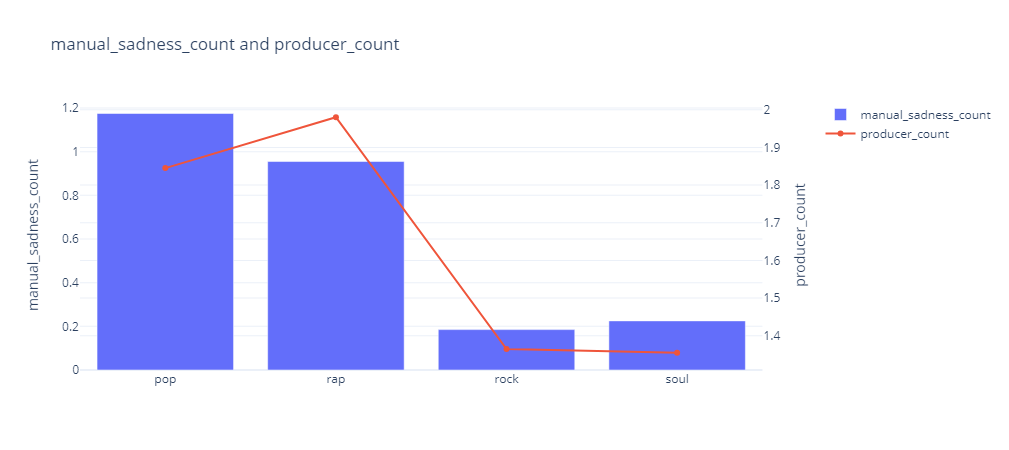 manual_sadness_count and producer_count
manual_sadness_count
1.2
1
0.8
0.6
0.4
0.2
0
pop
rap
rock
soul
2
1.9
1.8
1.7
1.6
1.5
1.4
producer_count
manual_sadness_count
producer_count